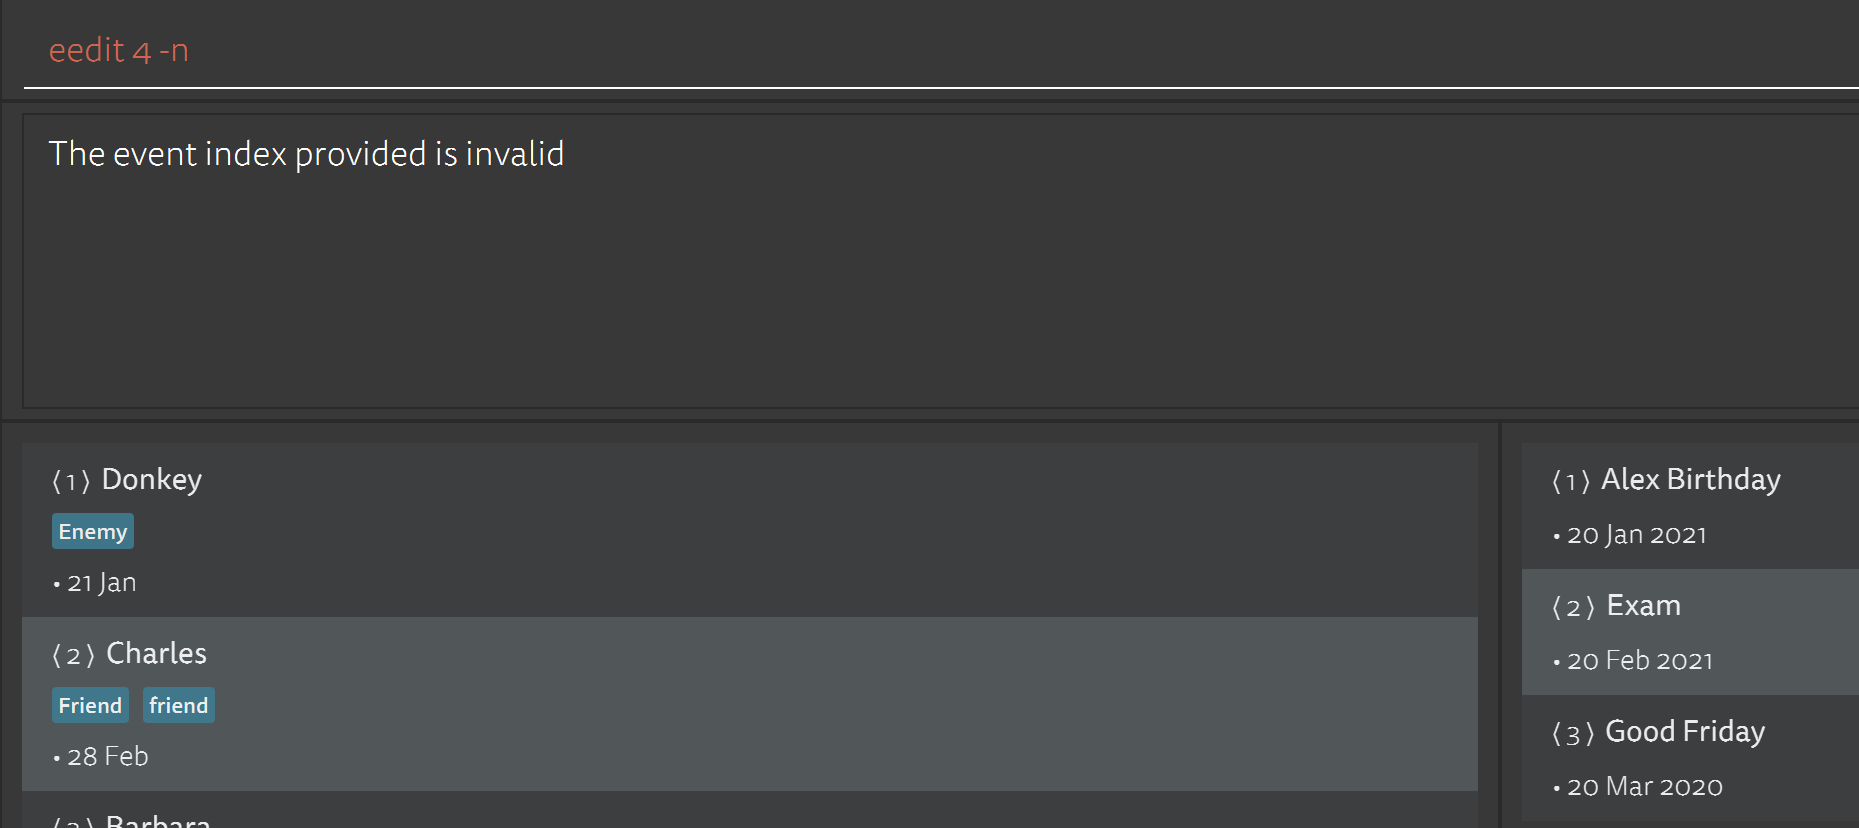 eedit 4 -n
The event index provided is invalid
⟨1⟩ Donkey
Enemy
• 21 Jan
⟨2⟩ Charles
Friend friend
• 28 Feb
⟨3⟩ Barbara
⟨1⟩ Alex Birthday
• 20 Jan 2021
⟨2⟩ Exam
• 20 Feb 2021
⟨3⟩ Good Friday
• 20 Mar 2020